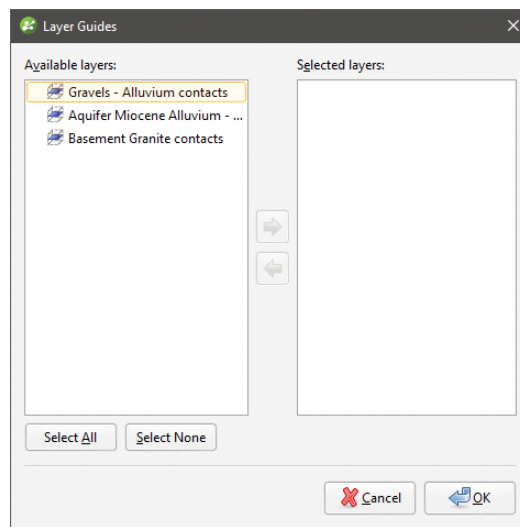 Layer Guides
Available layers:
Selected layers:
Gravels - Alluvium contacts
Aquifer Miocene Alluvium - ...
Basement Granite contacts
Select All
Select None
Cancel
OK